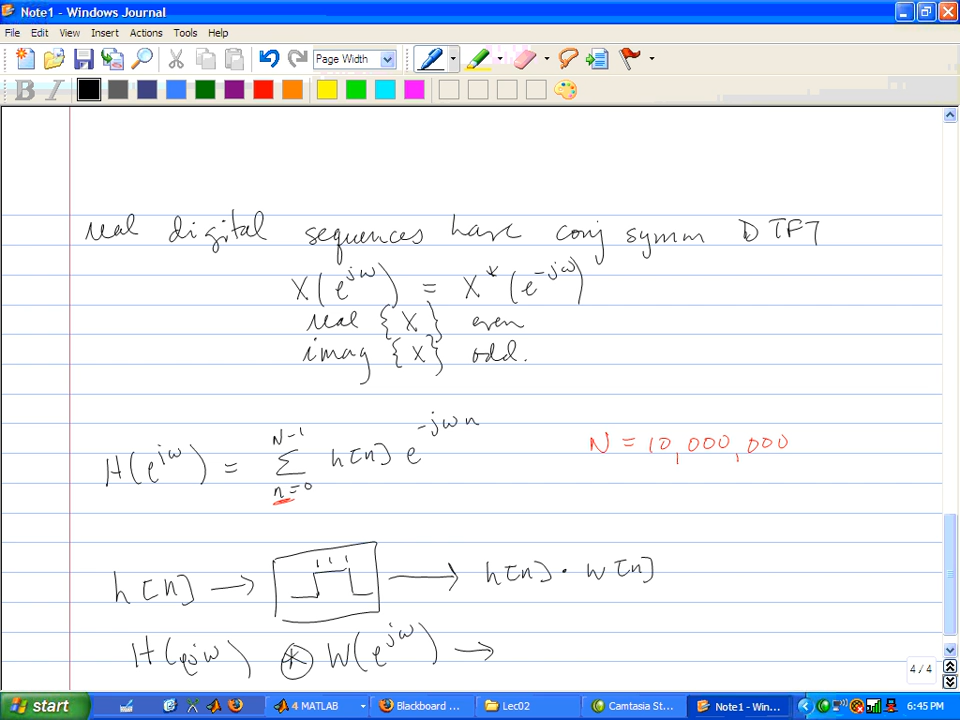 Note1 - Windows Journal
File Edit View Insert Actions Tools Help
Page Width
B I
real digital sequences have conj symm DTFT
X(e^jω) = X*(e^-jω)
real {X} even
imag {X} odd.
H(e^jω) = Σ_{n=0}^{N-1} h[n] e^-jωn
N = 10,000,000
h[n] → → h[n] · w[n]
H(e^jω) ⊛ W(e^jω) →
4 / 4
start
4 MATLAB
Blackboard ...
Lec02
Camtasia St...
Note1 - Win...
6:45 PM